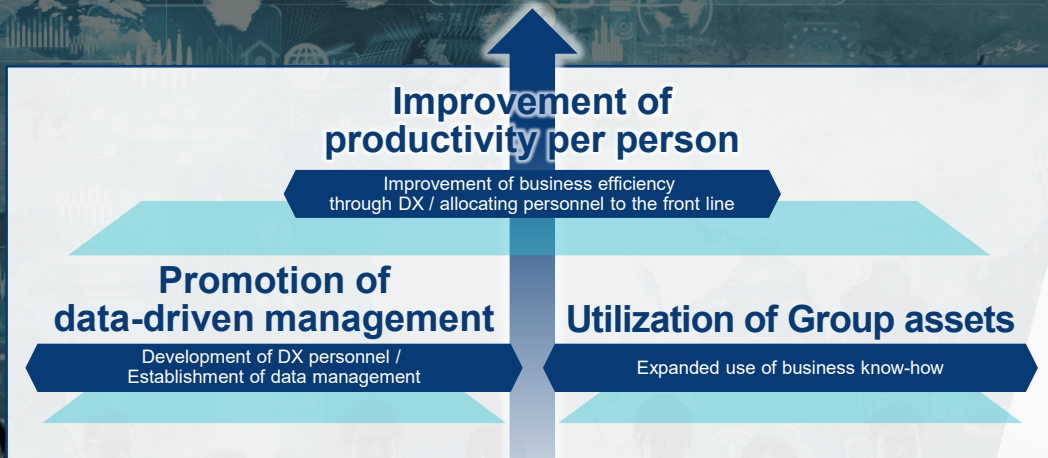 Improvement of
productivity per person
Improvement of business efficiency
through DX / allocating personnel to the front line
Promotion of
data-driven management
Development of DX personnel /
Establishment of data management
Utilization of Group assets
Expanded use of business know-how